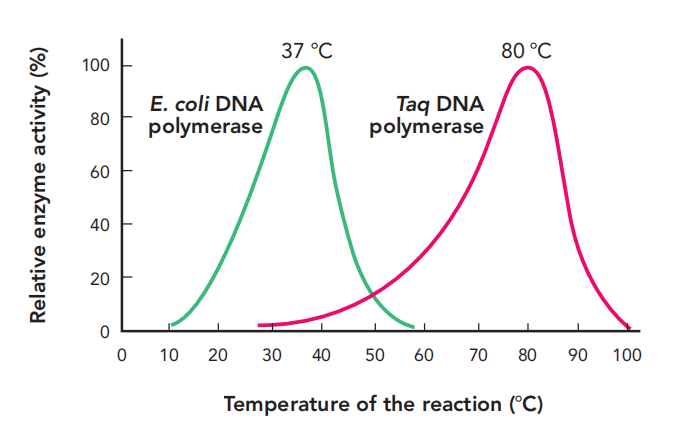 37 °C
80 °C
E. coli DNA
polymerase
Taq DNA
polymerase
Relative enzyme activity (%)
100
80
60
40
20
0
0 10 20 30 40 50 60 70 80 90 100
Temperature of the reaction (°C)